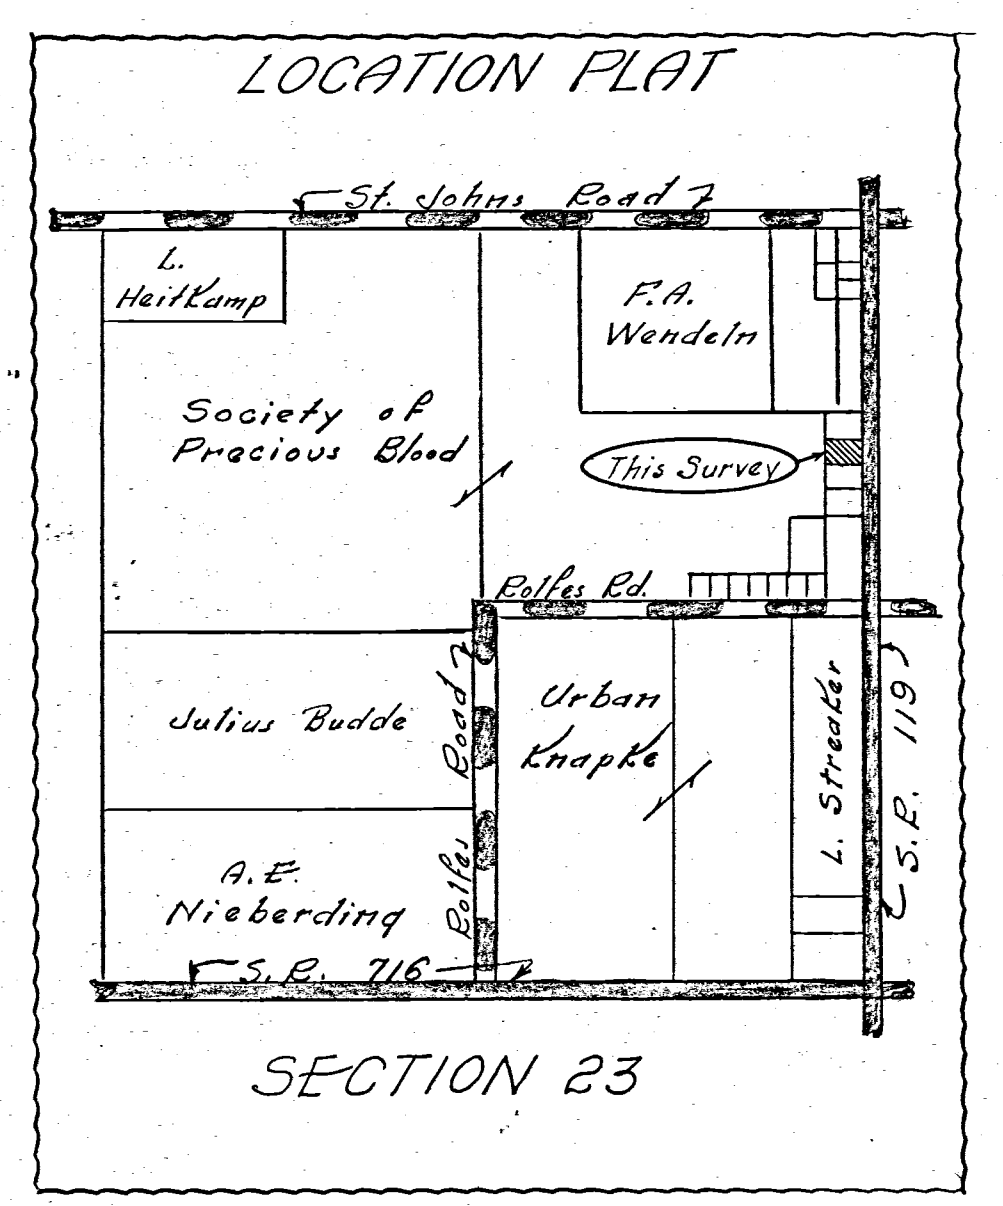 LOCATION PLAT
St. Johns Road
L.
Heitkamp
F.A.
Wendeln
Society of
Precious Blood
This Survey
Rolfes Rd.
Urban
Knapke
Julius Budde
Rolfes Road
L. Streaker
S.R. 119
A.E.
Nieberding
S.R. 716
SECTION 23